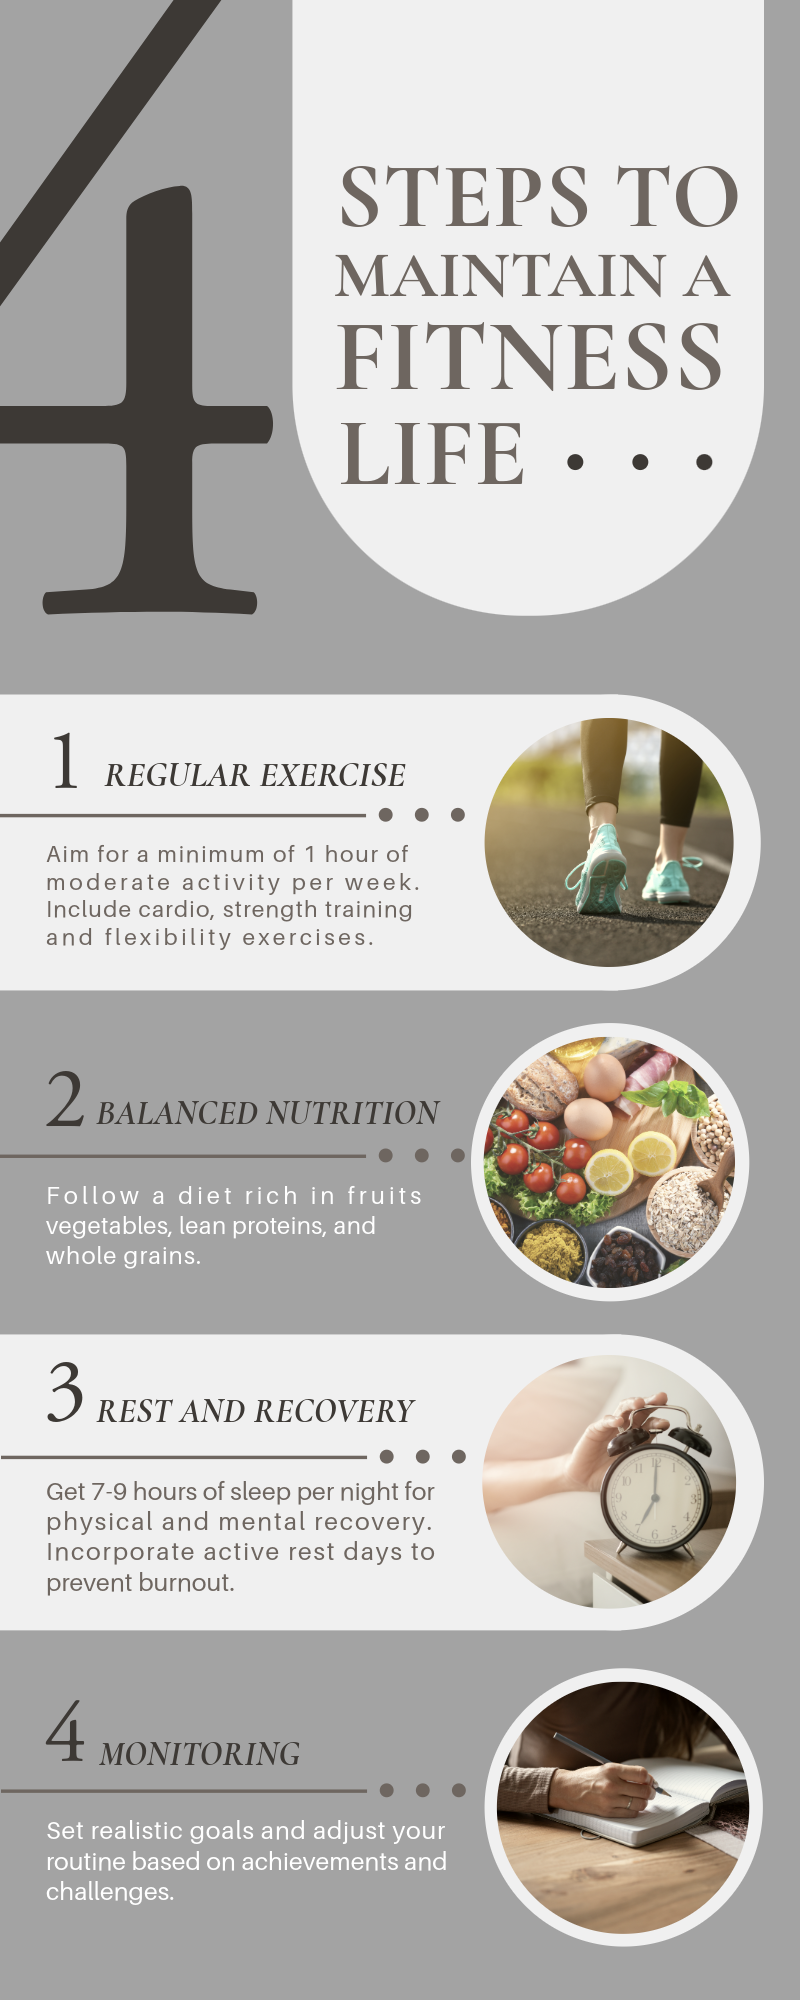 4
STEPS TO
MAINTAIN A
FITNESS
LIFE • • •
1 REGULAR EXERCISE
Aim for a minimum of 1 hour of
moderate activity per week.
Include cardio, strength training
and flexibility exercises.
2 BALANCED NUTRITION
Follow a diet rich in fruits
vegetables, lean proteins, and
whole grains.
3 REST AND RECOVERY
Get 7-9 hours of sleep per night for
physical and mental recovery.
Incorporate active rest days to
prevent burnout.
4 MONITORING
Set realistic goals and adjust your
routine based on achievements and
challenges.